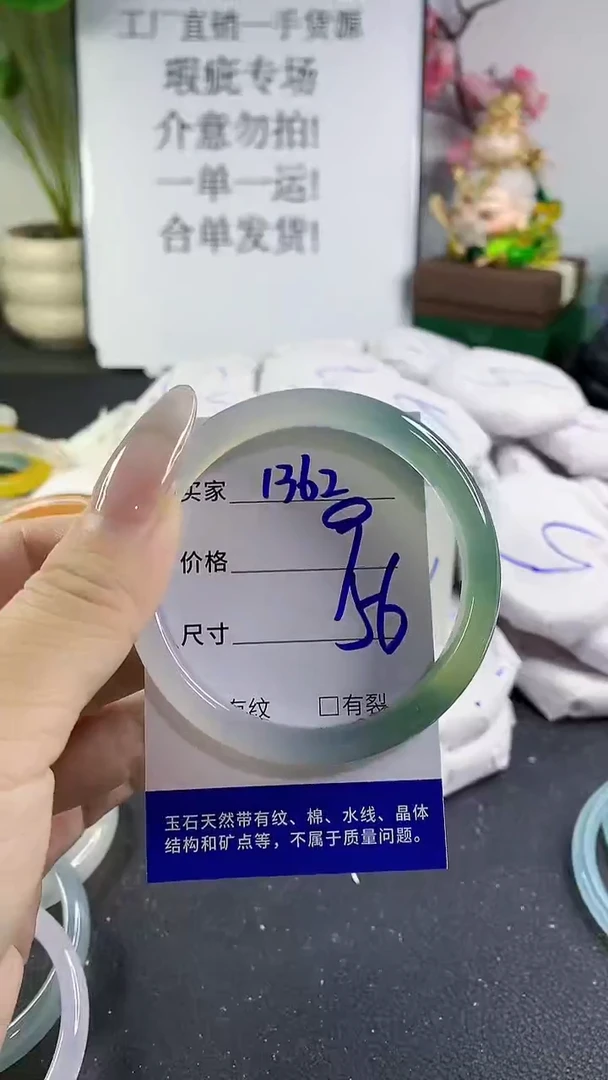 工厂直销一手货源
瑕疵专场
介意勿拍!
一单一运!
合单发货!
买家 1362
价格
尺寸 56
有纹 □有裂
玉石天然带有纹、棉、水线、晶体
结构和矿点等，不属于质量问题。